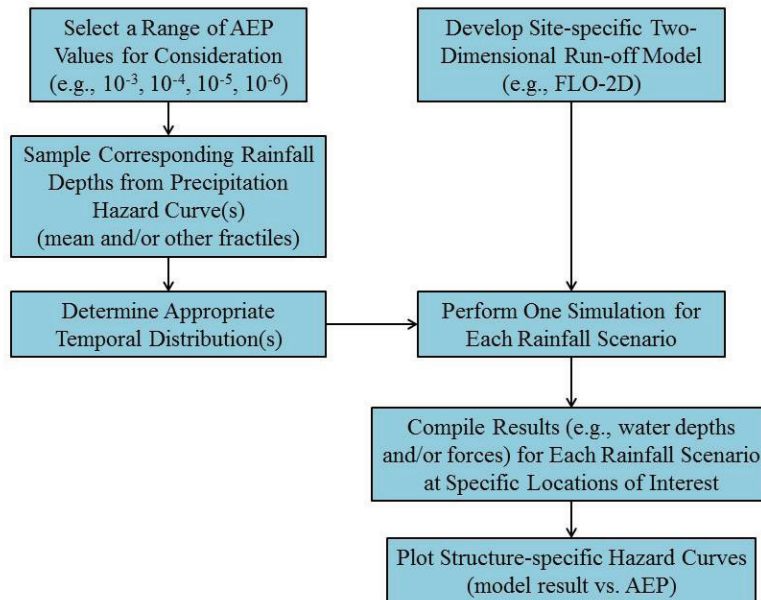 Select a Range of AEP
Values for Consideration
(e.g., 10⁻³, 10⁻⁴, 10⁻⁵, 10⁻⁶)
Develop Site-specific Two-
Dimensional Run-off Model
(e.g., FLO-2D)
Sample Corresponding Rainfall
Depths from Precipitation
Hazard Curve(s)
(mean and/or other fractiles)
Determine Appropriate
Temporal Distribution(s)
Perform One Simulation for
Each Rainfall Scenario
Compile Results (e.g., water depths
and/or forces) for Each Rainfall Scenario
at Specific Locations of Interest
Plot Structure-specific Hazard Curves
(model result vs. AEP)